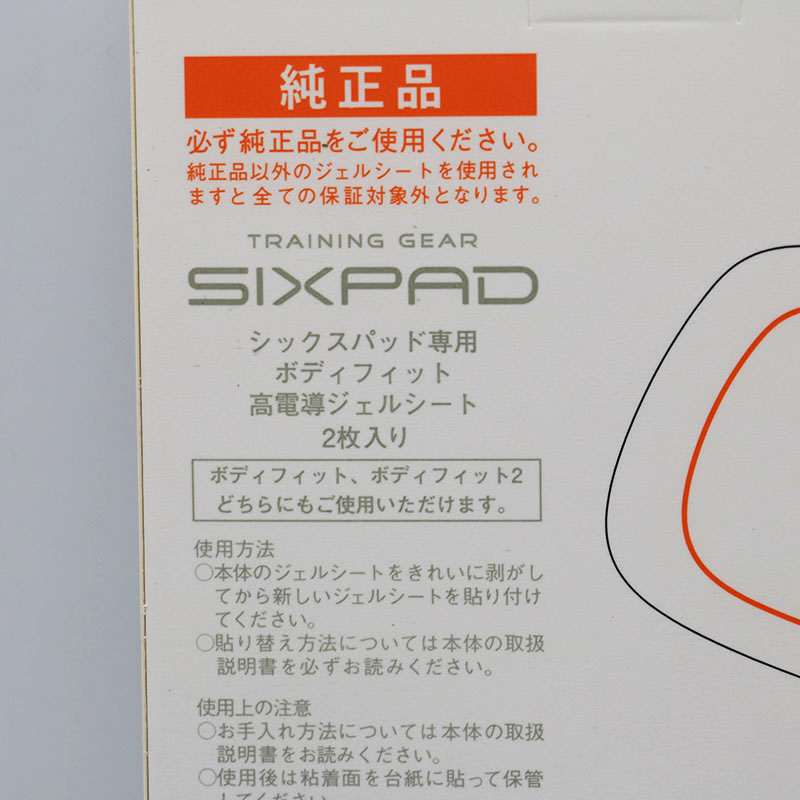 純正品
必ず純正品をご使用ください。
純正品以外のジェルシートを使用され
ますと全ての保証対象外となります。
TRAINING GEAR
SIXPAD
シックスパッド専用
ボディフィット
高電導ジェルシート
2枚入り
ボディフィット、ボディフィット2
どちらにもご使用いただけます。
使用方法
○本体のジェルシートをきれいに剥がし
てから新しいジェルシートを貼り付け
てください。
○貼り替え方法については本体の取扱
説明書を必ずお読みください。
使用上の注意
○お手入れ方法については本体の取扱
説明書をお読みください。
○使用後は粘着面を台紙に貼って保管
してください。